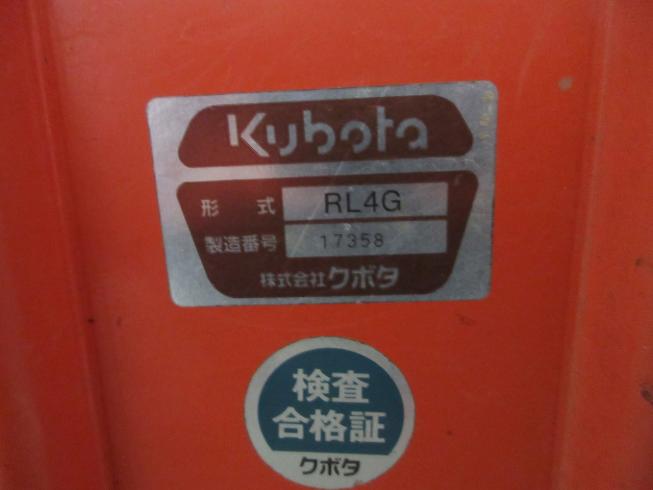 Kubota
形式 RL4G
製造番号 17358
株式会社クボタ
検査
合格証
クボタ